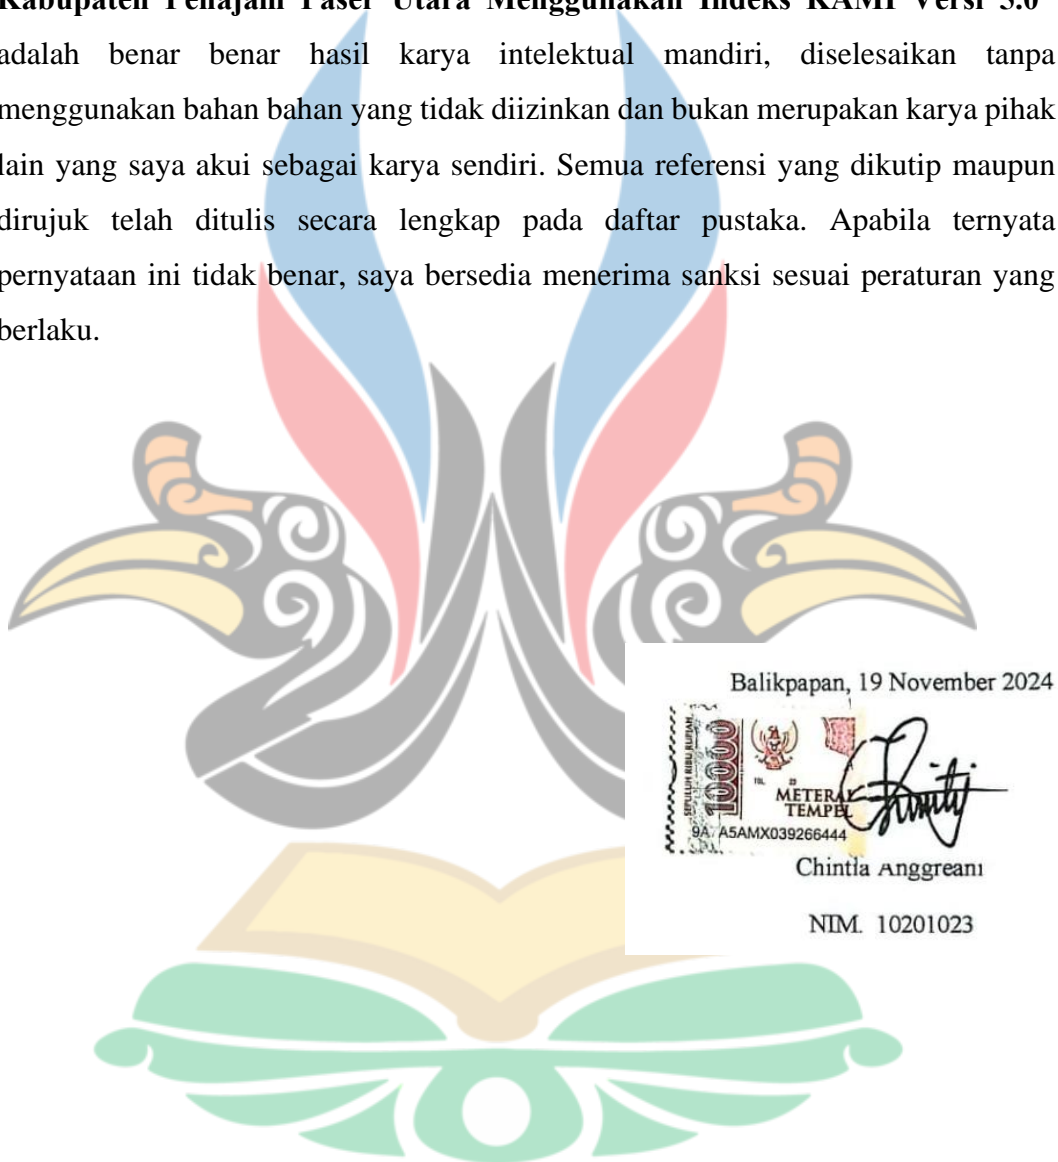 Kabupaten Penajam Paser Utara Menggunakan Indeks KAMI Versi 5.0"
adalah benar benar hasil karya intelektual mandiri, diselesaikan tanpa
menggunakan bahan bahan yang tidak diizinkan dan bukan merupakan karya pihak
lain yang saya akui sebagai karya sendiri. Semua referensi yang dikutip maupun
dirujuk telah ditulis secara lengkap pada daftar pustaka. Apabila ternyata
pernyataan ini tidak benar, saya bersedia menerima sanksi sesuai peraturan yang
berlaku.
Balikpapan, 19 November 2024
SEPULUH RIBU RUPIAH
10000
METERAI
TEMPEL
A5AMX039266444
Chintia Anggreani
NIM. 10201023